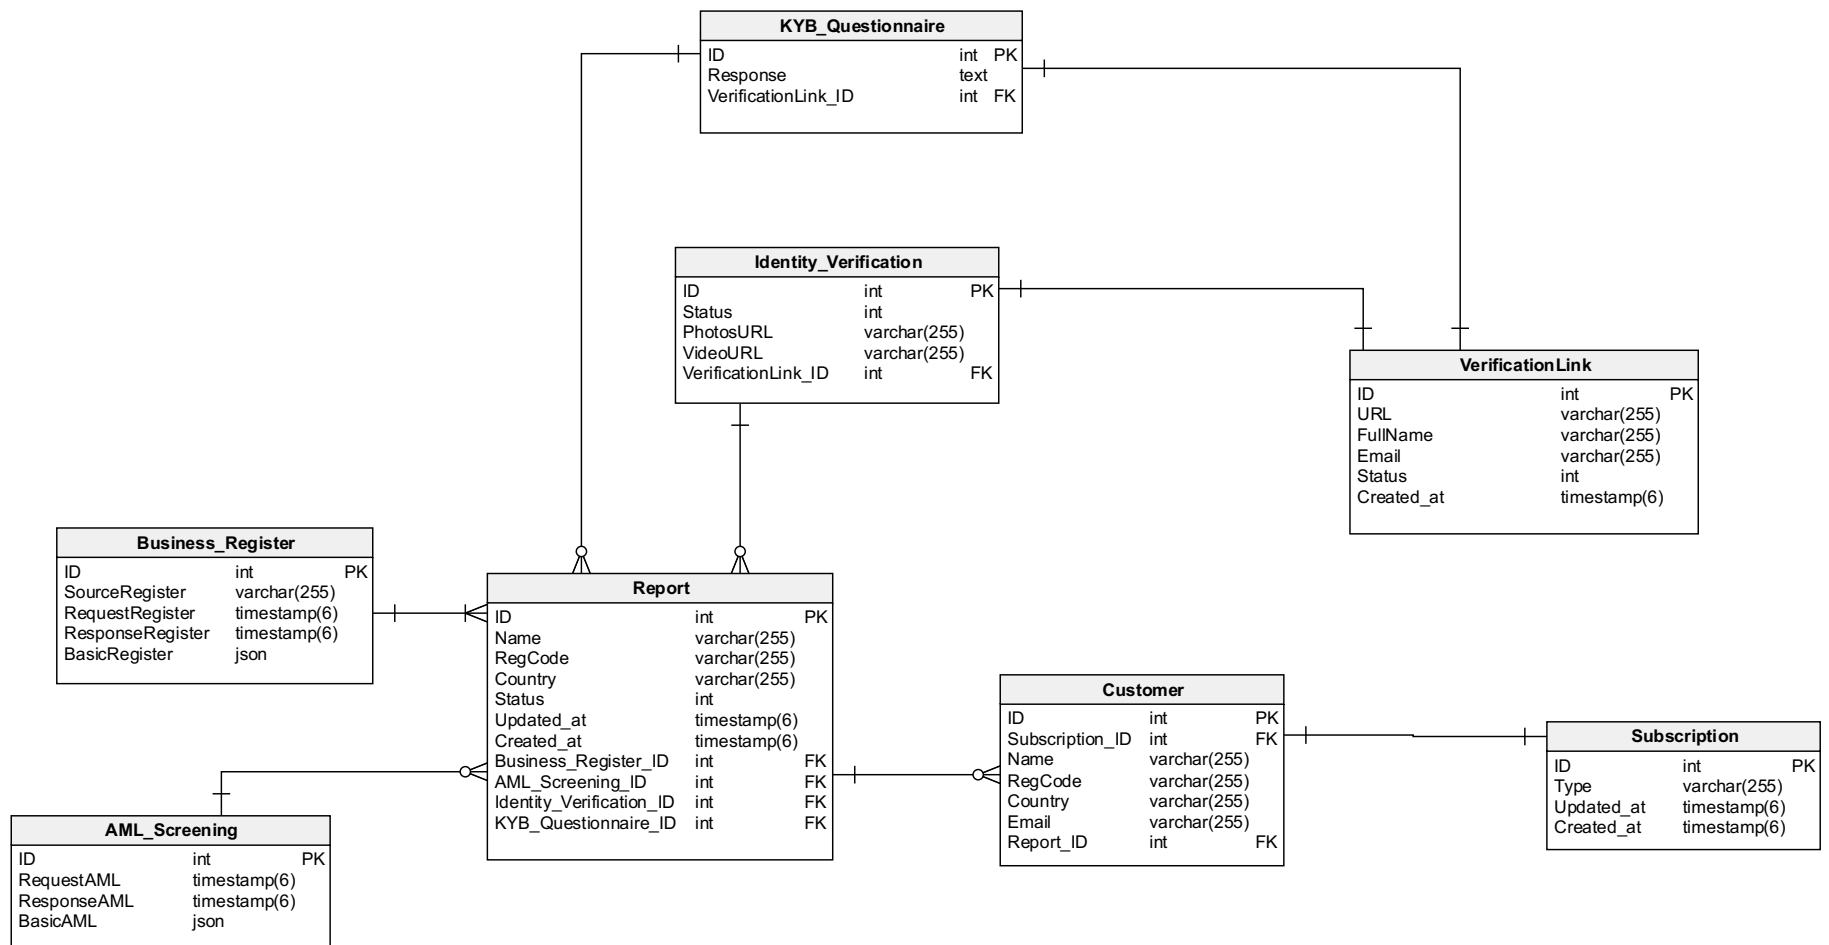 KYB_Questionnaire
ID int PK
Response text
VerificationLink_ID int FK
Identity_Verification
ID int PK
Status int
PhotosURL varchar(255)
VideoURL varchar(255)
VerificationLink_ID int FK
VerificationLink
ID int PK
URL varchar(255)
FullName varchar(255)
Email varchar(255)
Status int
Created_at timestamp(6)
Business_Register
ID int PK
SourceRegister varchar(255)
RequestRegister timestamp(6)
ResponseRegister timestamp(6)
BasicRegister json
Report
ID int PK
Name varchar(255)
RegCode varchar(255)
Country varchar(255)
Status int
Updated_at timestamp(6)
Created_at timestamp(6)
Business_Register_ID int FK
AML_Screening_ID int FK
Identity_Verification_ID int FK
KYB_Questionnaire_ID int FK
Customer
ID int PK
Subscription_ID int FK
Name varchar(255)
RegCode varchar(255)
Country varchar(255)
Email varchar(255)
Report_ID int FK
Subscription
ID int PK
Type varchar(255)
Updated_at timestamp(6)
Created_at timestamp(6)
AML_Screening
ID int PK
RequestAML timestamp(6)
ResponseAML timestamp(6)
BasicAML json